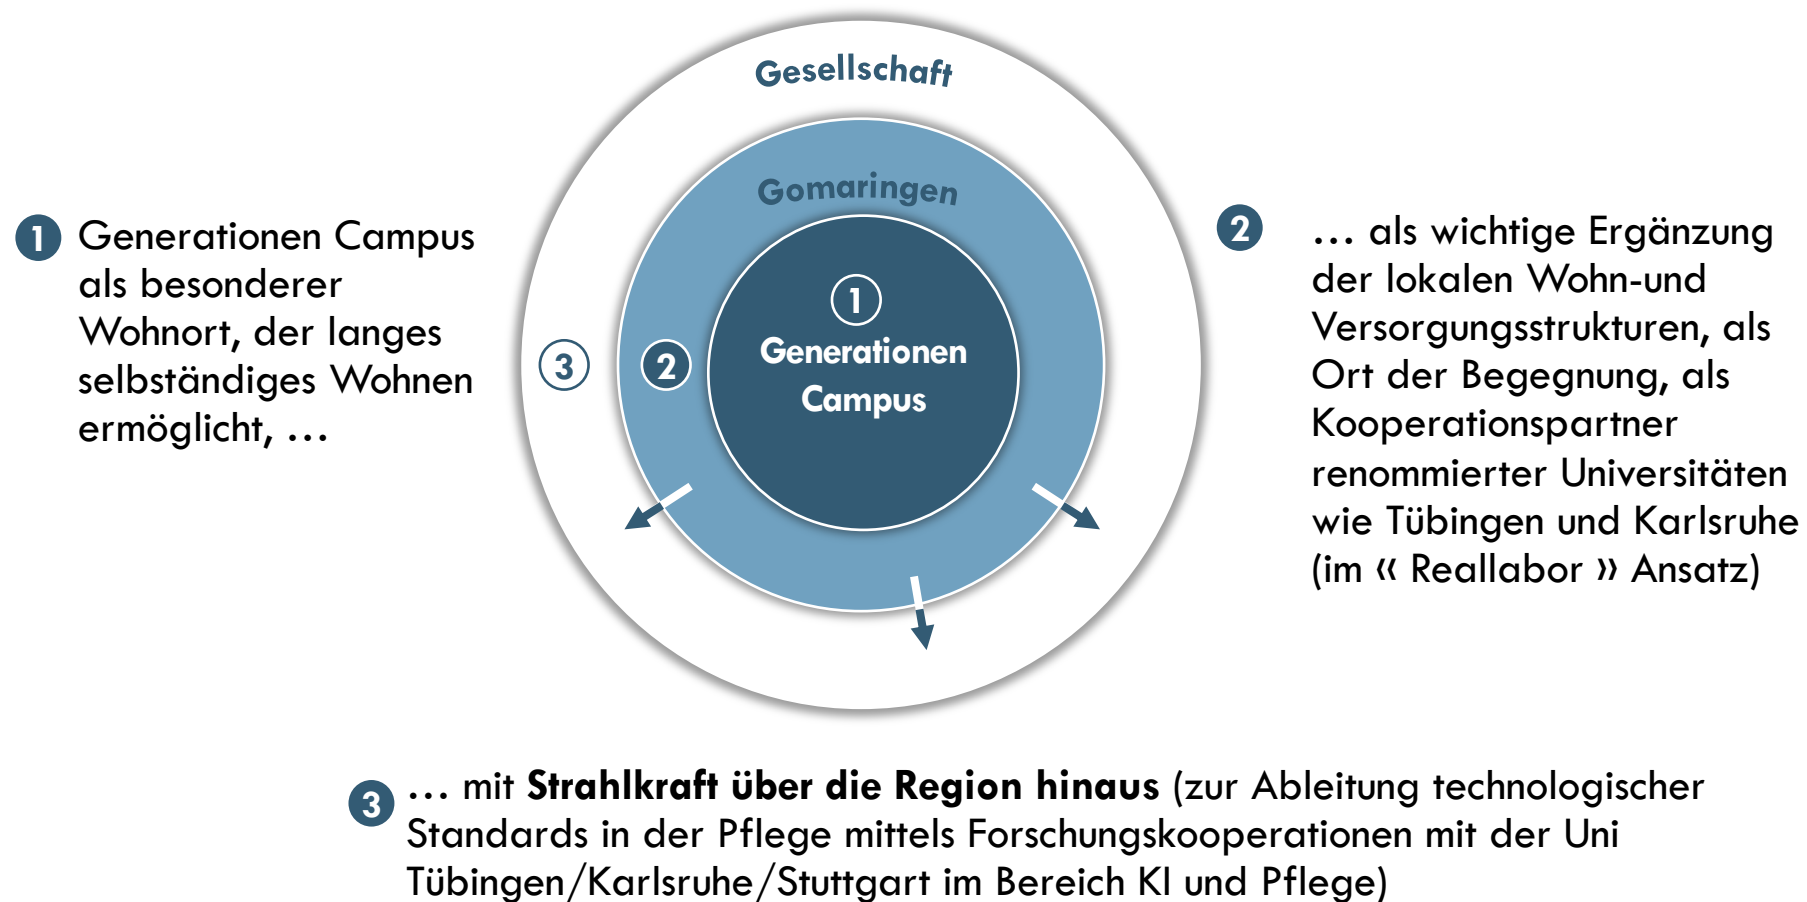 Gesellschaft
Gomaringen
1
Generationen
Campus
2
3
1 Generationen Campus
als besonderer
Wohnort, der langes
selbständiges Wohnen
ermöglicht, …
2 … als wichtige Ergänzung
der lokalen Wohn-und
Versorgungsstrukturen, als
Ort der Begegnung, als
Kooperationspartner
renommierter Universitäten
wie Tübingen und Karlsruhe
(im « Reallabor » Ansatz)
3 … mit Strahlkraft über die Region hinaus (zur Ableitung technologischer
Standards in der Pflege mittels Forschungskooperationen mit der Uni
Tübingen/Karlsruhe/Stuttgart im Bereich KI und Pflege)